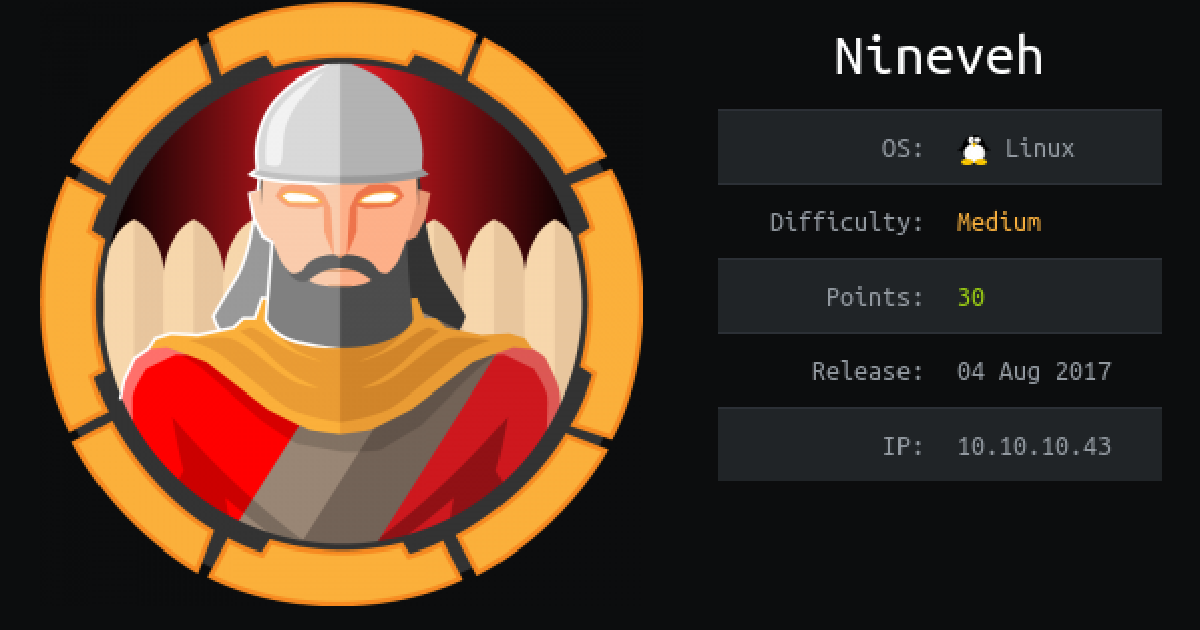 Nineveh
OS: Linux
Difficulty: Medium
Points: 30
Release: 04 Aug 2017
IP: 10.10.10.43